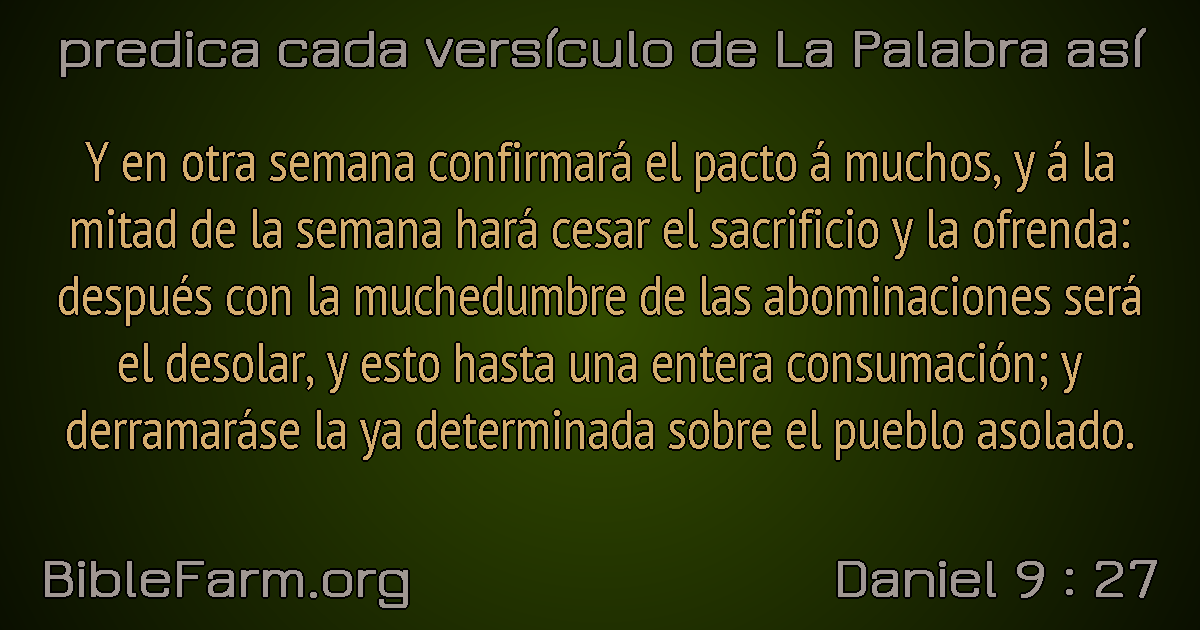 predica cada versículo de La Palabra así
Y en otra semana confirmará el pacto á muchos, y á la
mitad de la semana hará cesar el sacrificio y la ofrenda:
después con la muchedumbre de las abominaciones será
el desolar, y esto hasta una entera consumación; y
derramaráse la ya determinada sobre el pueblo asolado.
BibleFarm.org
Daniel 9 : 27